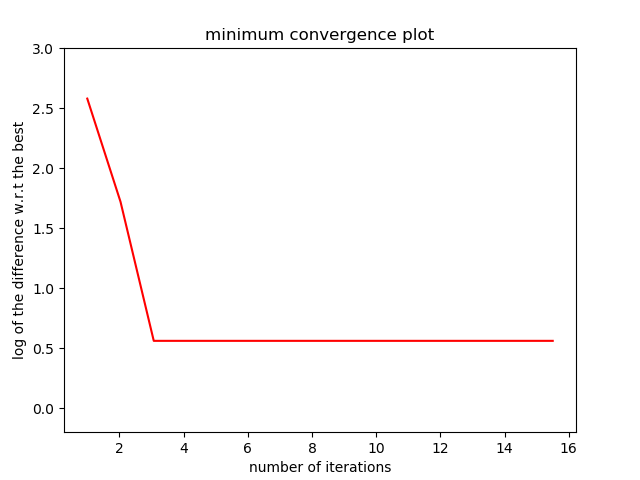 minimum convergence plot
3.0
2.5
2.0
1.5
1.0
0.5
0.0
log of the difference w.r.t the best
2 4 6 8 10 12 14 16
number of iterations